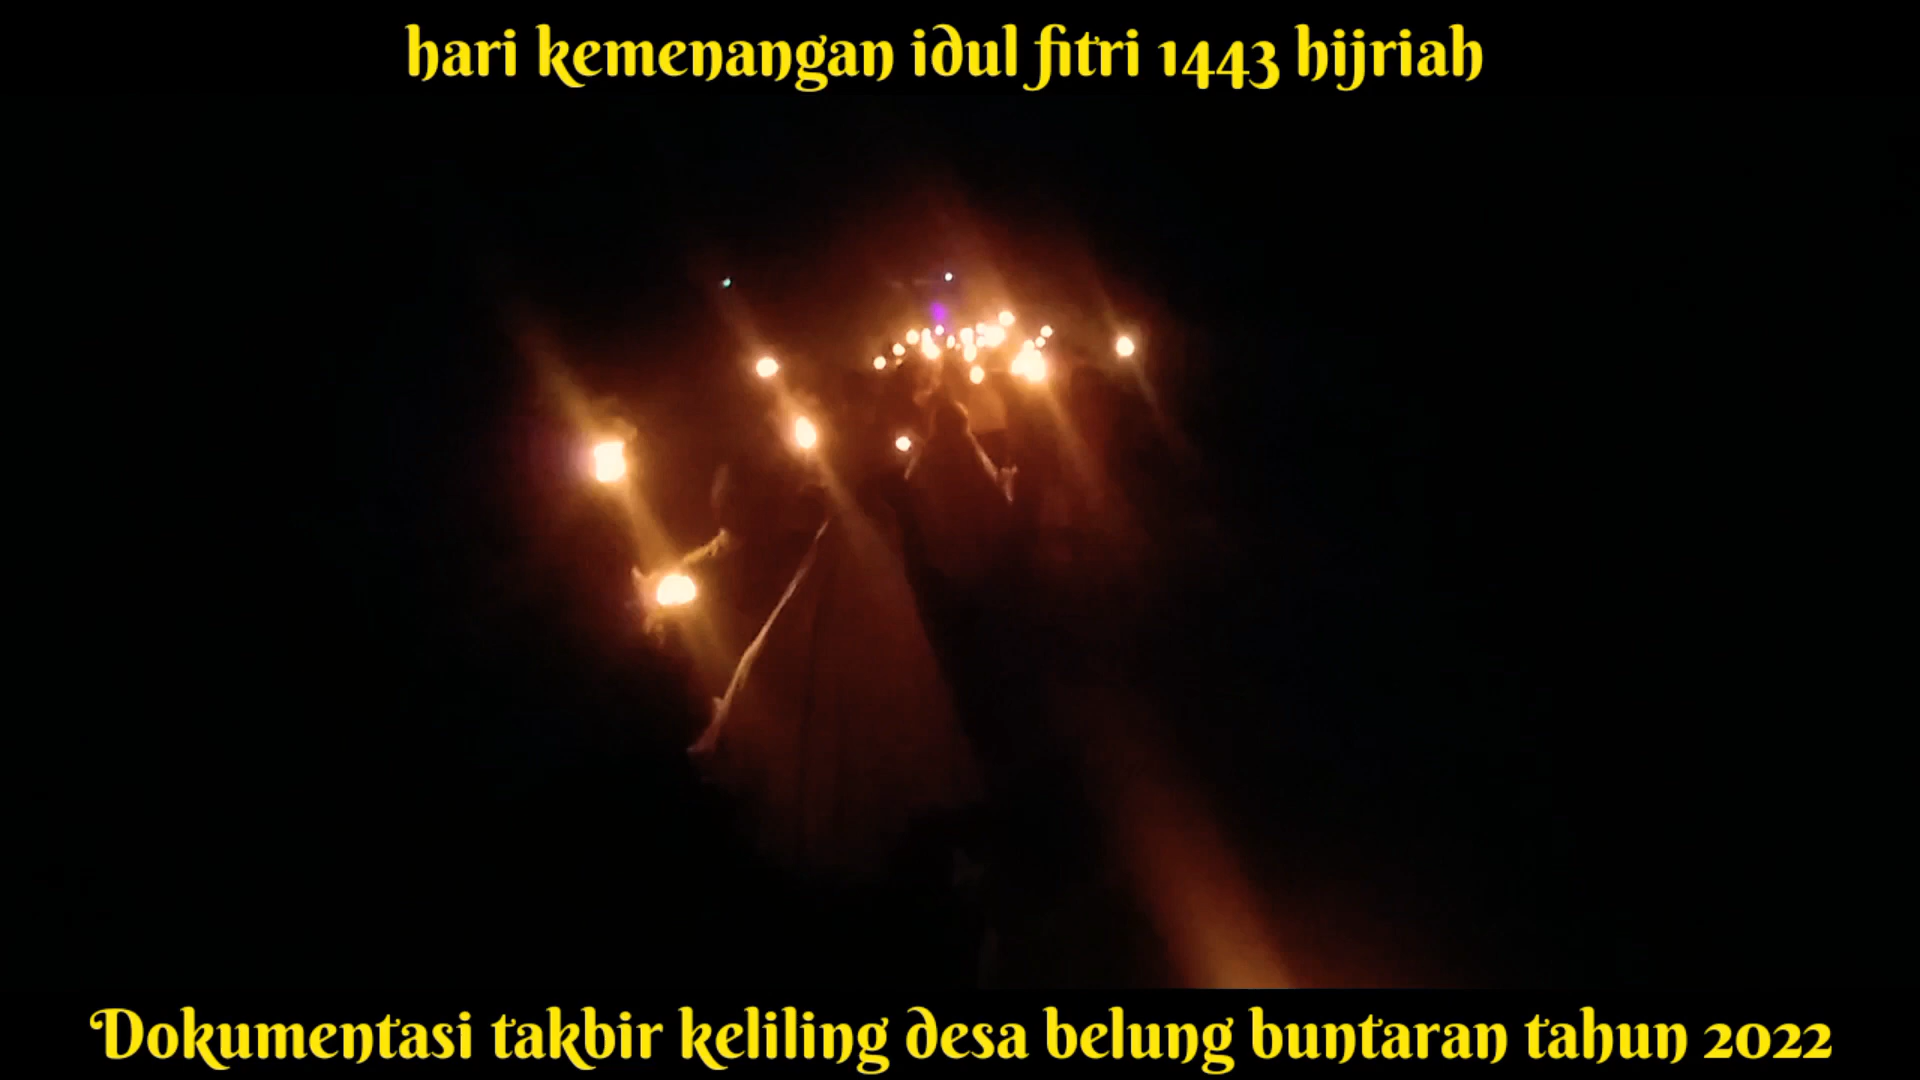 hari kemenangan idul fitri 1443 hijriah
Dokumentasi takbir keliling desa belung buntaran tahun 2022